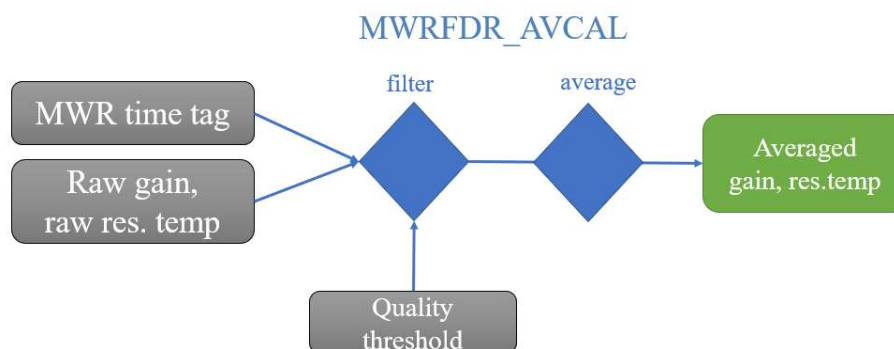 MWRFDR_AVCAL
filter
average
MWR time tag
Raw gain,
raw res. temp
Averaged
gain, res.temp
Quality
threshold